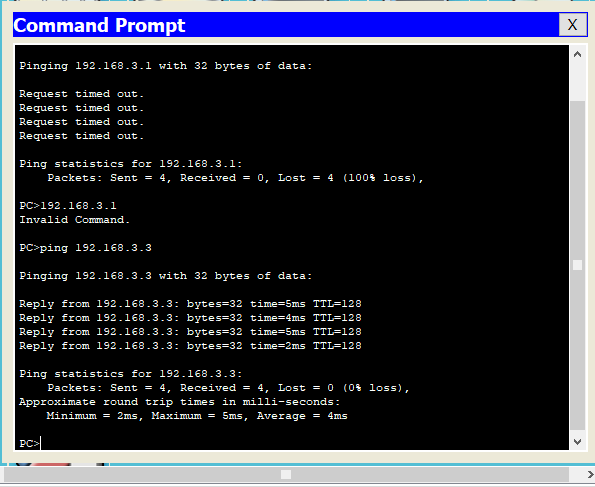 Command Prompt
X
Pinging 192.168.3.1 with 32 bytes of data:
Request timed out.
Request timed out.
Request timed out.
Request timed out.
Ping statistics for 192.168.3.1:
Packets: Sent = 4, Received = 0, Lost = 4 (100% loss),
PC>192.168.3.1
Invalid Command.
PC>ping 192.168.3.3
Pinging 192.168.3.3 with 32 bytes of data:
Reply from 192.168.3.3: bytes=32 time=5ms TTL=128
Reply from 192.168.3.3: bytes=32 time=4ms TTL=128
Reply from 192.168.3.3: bytes=32 time=5ms TTL=128
Reply from 192.168.3.3: bytes=32 time=2ms TTL=128
Ping statistics for 192.168.3.3:
Packets: Sent = 4, Received = 4, Lost = 0 (0% loss),
Approximate round trip times in milli-seconds:
Minimum = 2ms, Maximum = 5ms, Average = 4ms
PC>